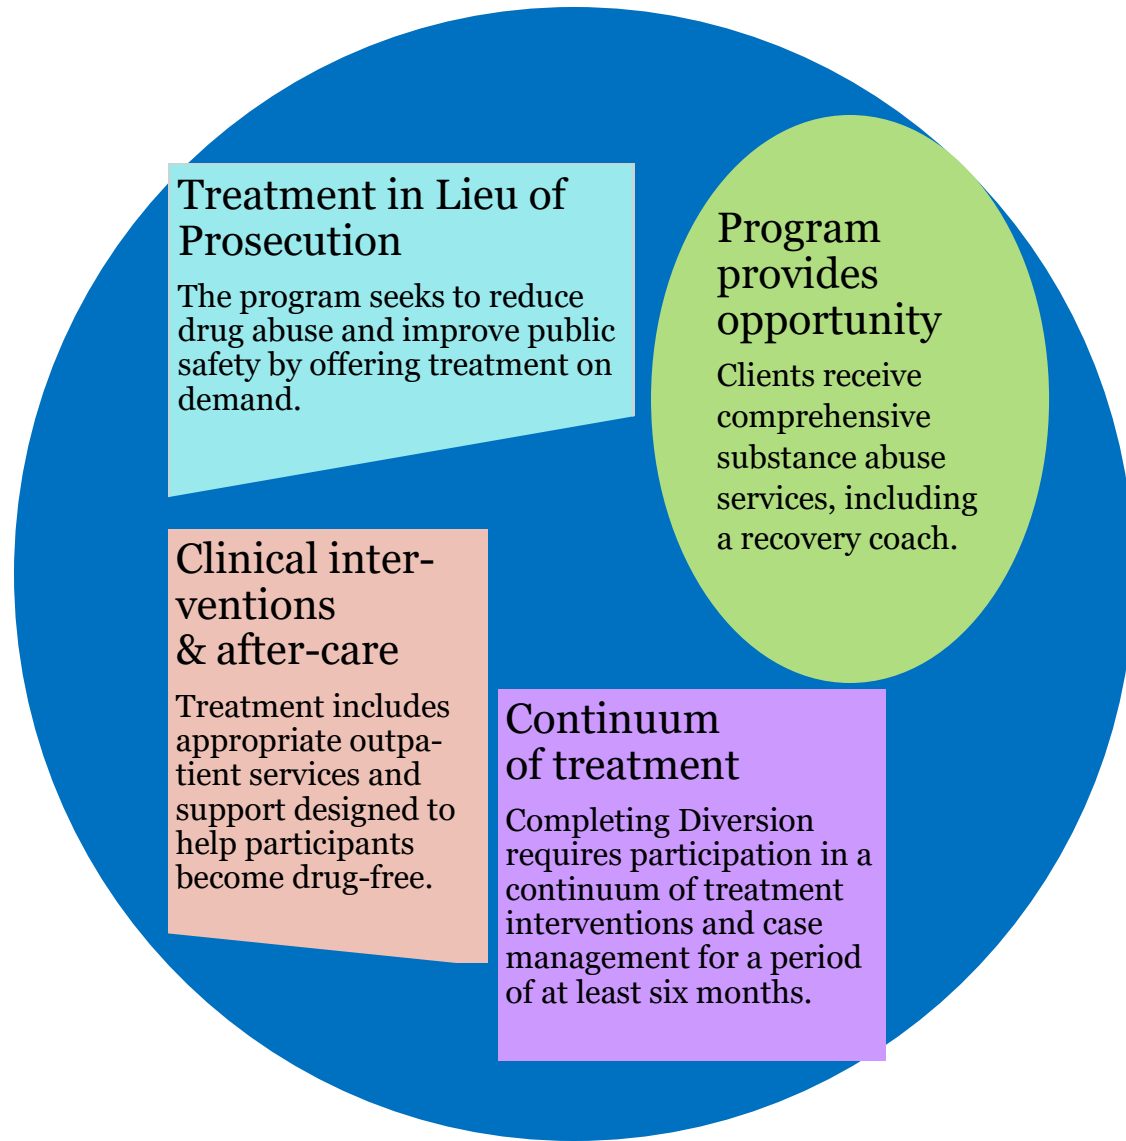 Treatment in Lieu of
Prosecution
The program seeks to reduce
drug abuse and improve public
safety by offering treatment on
demand.
Program
provides
opportunity
Clients receive
comprehensive
substance abuse
services, including
a recovery coach.
Clinical inter-
ventions
& after-care
Treatment includes
appropriate outpa-
tient services and
support designed to
help participants
become drug-free.
Continuum
of treatment
Completing Diversion
requires participation in a
continuum of treatment
interventions and case
management for a period
of at least six months.